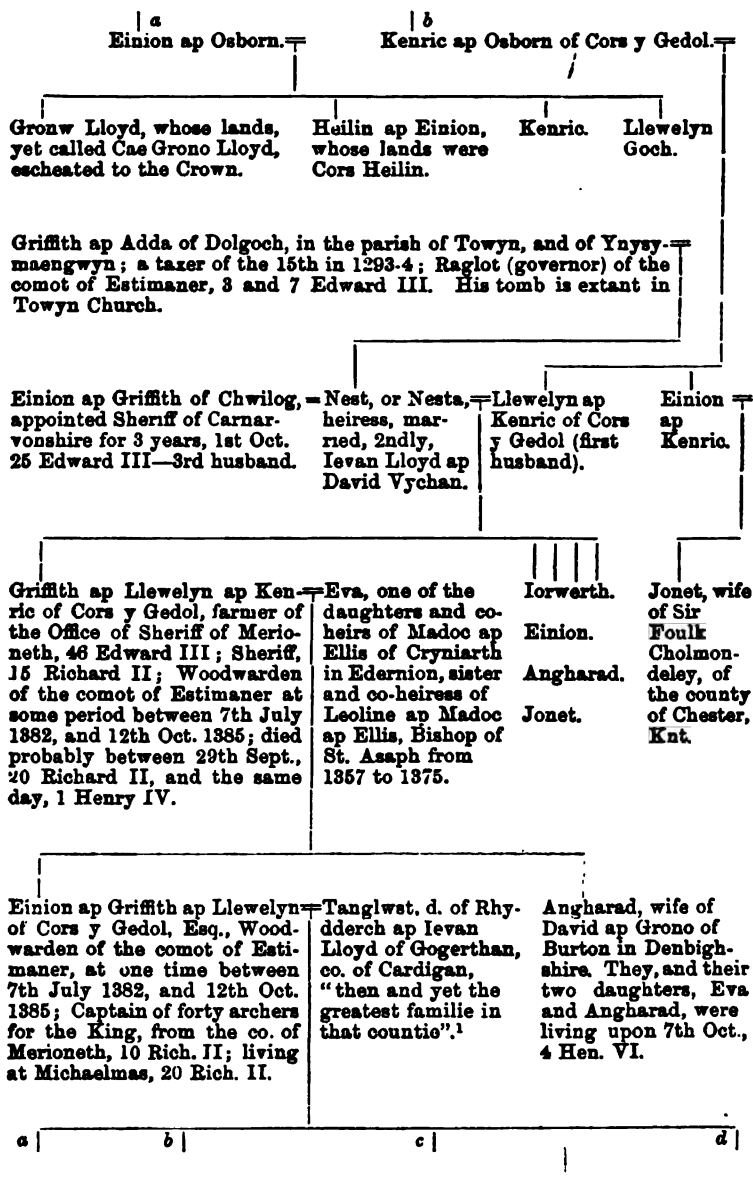 a
b
Einion ap Osborn.
Kenric ap Osborn of Cors y Gedol.
Gronw Lloyd, whose lands,
yet called Cae Grono Lloyd,
escheated to the Crown.
Heilin ap Einion,
whose lands were
Cors Heilin.
Kenric.
Llewelyn
Goch.
Griffith ap Adda of Dolgoch, in the parish of Towyn, and of Ynysy-
maengwyn; a taxer of the 15th in 1293-4; Raglot (governor) of the
comot of Estimaner, 3 and 7 Edward III. His tomb is extant in
Towyn Church.
Einion ap Griffith of Chwilog,
appointed Sheriff of Carnar-
vonshire for 3 years, 1st Oct.
25 Edward III—3rd husband.
Nest, or Nesta,
heiress, mar-
ried, 2ndly,
Ievan Lloyd ap
David Vychan.
Llewelyn ap
Kenric of Cors
y Gedol (first
husband).
Einion
ap
Kenric.
Griffith ap Llewelyn ap Ken-
ric of Cors y Gedol, farmer of
the Office of Sheriff of Merio-
neth, 46 Edward III; Sheriff,
15 Richard II; Woodwarden
of the comot of Estimaner at
some period between 7th July
1382, and 12th Oct. 1385; died
probably between 29th Sept.,
20 Richard II, and the same
day, 1 Henry IV.
Eva, one of the
daughters and co-
heirs of Madoc ap
Ellis of Cryniarth
in Edernion, sister
and co-heiress of
Leoline ap Madoc
ap Ellis, Bishop of
St. Asaph from
1357 to 1375.
Iorwerth.
Einion.
Angharad.
Jonet.
Jonet, wife
of Sir
Foulk
Cholmon-
deley, of
the county
of Chester,
Knt.
Einion ap Griffith ap Llewelyn
of Cors y Gedol, Esq., Wood-
warden of the comot of Esti-
maner, at one time between
7th July 1382, and 12th Oct.
1385; Captain of forty archers
for the King, from the co. of
Merioneth, 10 Rich. II; living
at Michaelmas, 20 Rich. II.
Tanglwst, d. of Rhy-
dderch ap Ievan
Lloyd of Gogerthan,
co. of Cardigan,
"then and yet the
greatest familie in
that countie".¹
Angharad, wife of
David ap Grono of
Burton in Denbigh-
shire. They, and their
two daughters, Eva
and Angharad, were
living upon 7th Oct.,
4 Hen. VI.
a
b
c
d